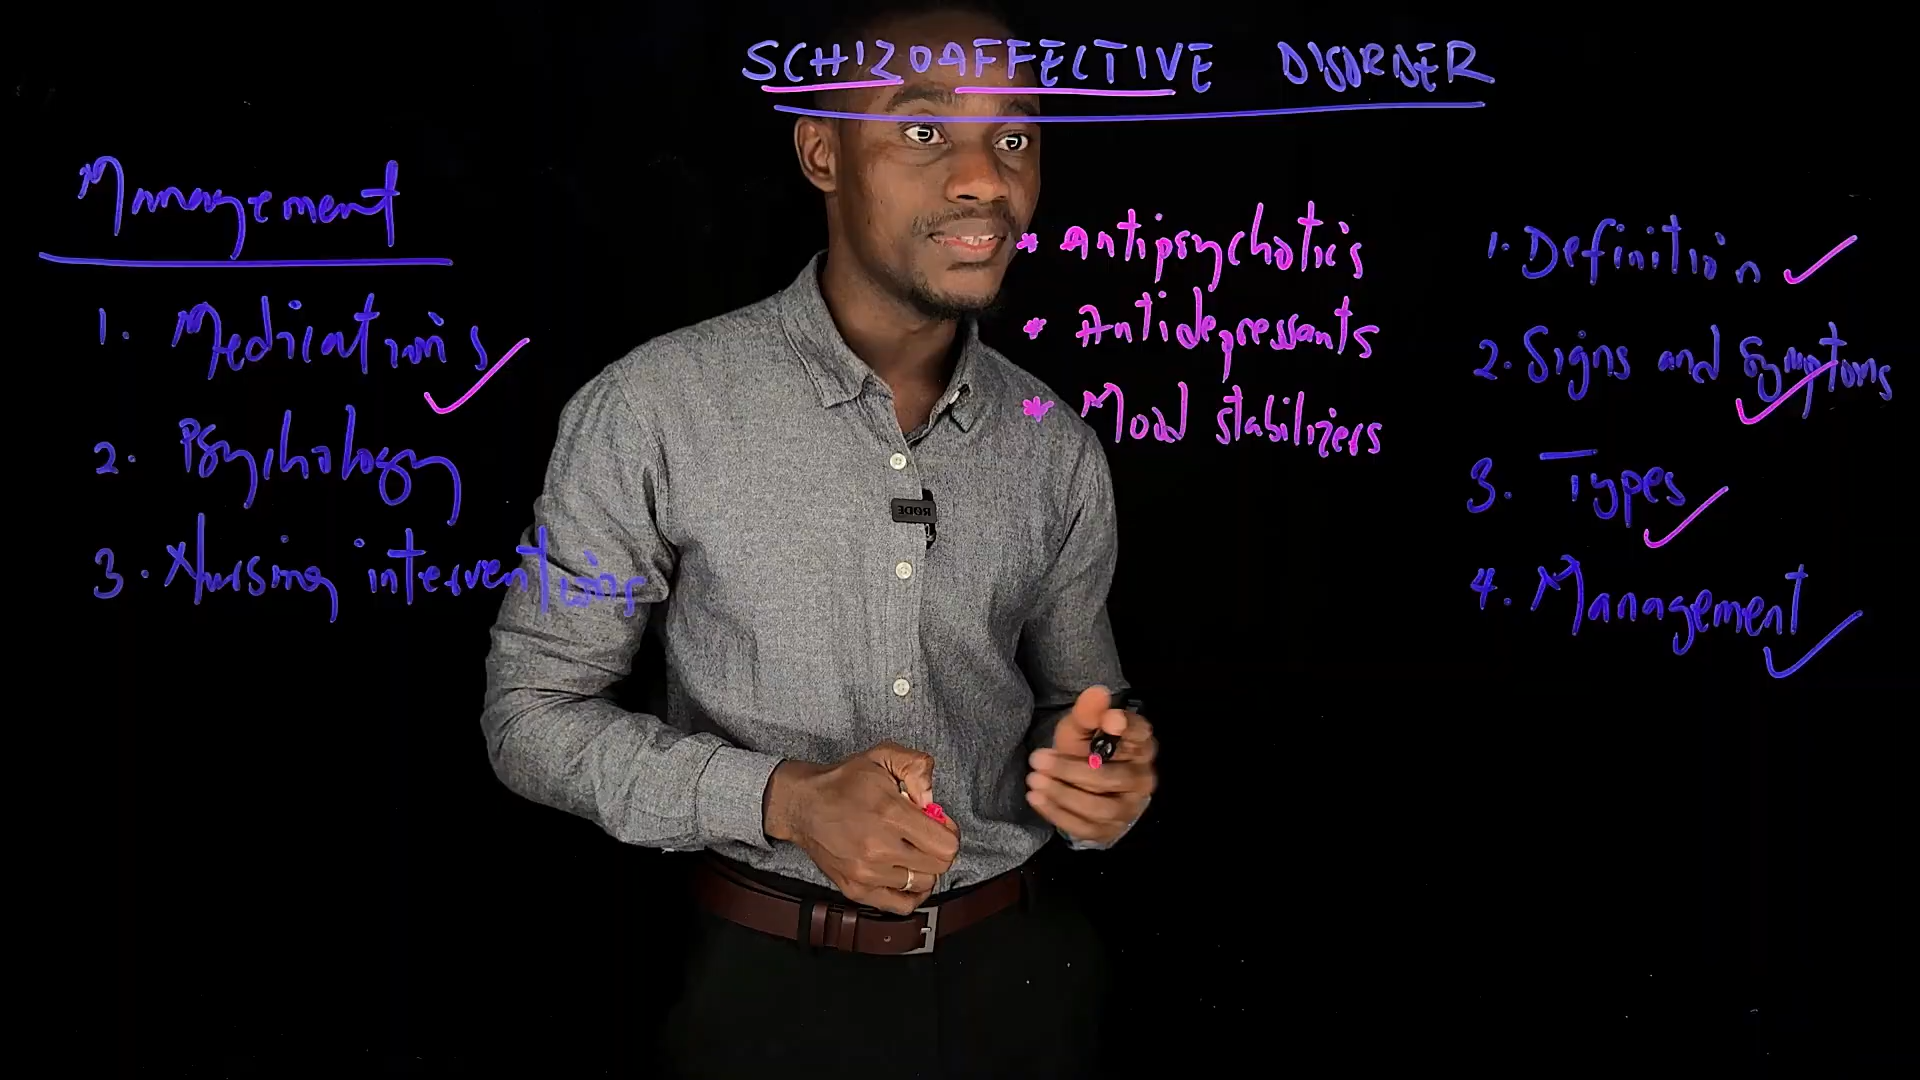 SCHIZOAFFECTIVE DISORDER
Management
1. Medications
2. Psychology
3. Nursing interventions
* Antipsychotics
* Antidepressants
* Mood stabilizers
1. Definition
2. Signs and Symptoms
3. Types
4. Management
RODE